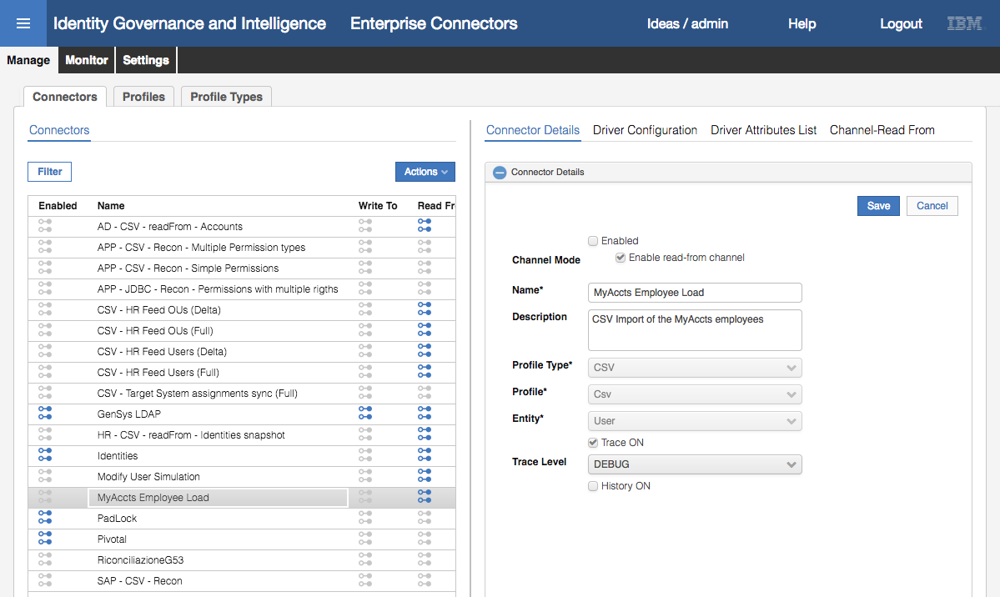 Identity Governance and Intelligence Enterprise Connectors Ideas / admin Help Logout IBM
Manage Monitor Settings
Connectors Profiles Profile Types
Connectors
Filter Actions
Enabled Name Write To Read Fr
AD - CSV - readFrom - Accounts
APP - CSV - Recon - Multiple Permission types
APP - CSV - Recon - Simple Permissions
APP - JDBC - Recon - Permissions with multiple rigths
CSV - HR Feed OUs (Delta)
CSV - HR Feed OUs (Full)
CSV - HR Feed Users (Delta)
CSV - HR Feed Users (Full)
CSV - Target System assignments sync (Full)
GenSys LDAP
HR - CSV - readFrom - Identities snapshot
Identities
Modify User Simulation
MyAccts Employee Load
PadLock
Pivotal
RiconciliazioneG53
SAP - CSV - Recon
Connector Details Driver Configuration Driver Attributes List Channel-Read From
Connector Details
Save Cancel
Enabled
Channel Mode Enable read-from channel
Name* MyAccts Employee Load
Description CSV Import of the MyAccts employees
Profile Type* CSV
Profile* Csv
Entity* User
Trace ON
Trace Level DEBUG
History ON